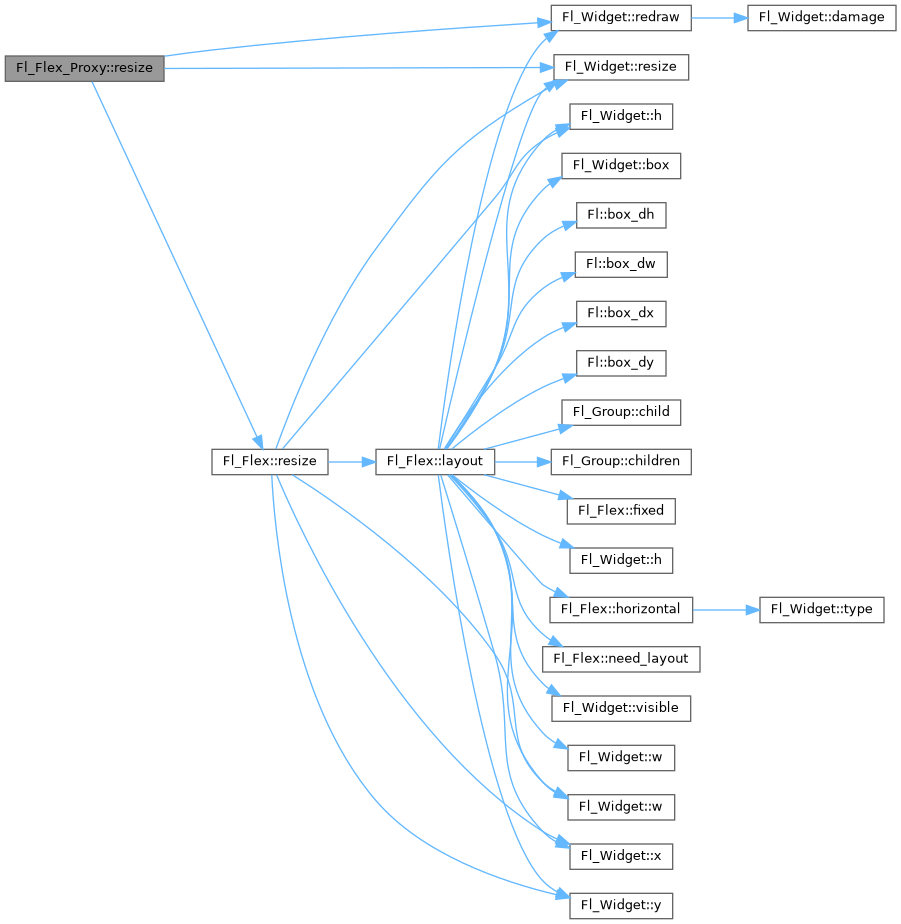 Fl_Widget::redraw
Fl_Widget::damage
Fl_Flex_Proxy::resize
Fl_Widget::resize
Fl_Widget::h
Fl_Widget::box
Fl::box_dh
Fl::box_dw
Fl::box_dx
Fl::box_dy
Fl_Group::child
Fl_Flex::resize
Fl_Flex::layout
Fl_Group::children
Fl_Flex::fixed
Fl_Widget::h
Fl_Flex::horizontal
Fl_Widget::type
Fl_Flex::need_layout
Fl_Widget::visible
Fl_Widget::w
Fl_Widget::w
Fl_Widget::x
Fl_Widget::y